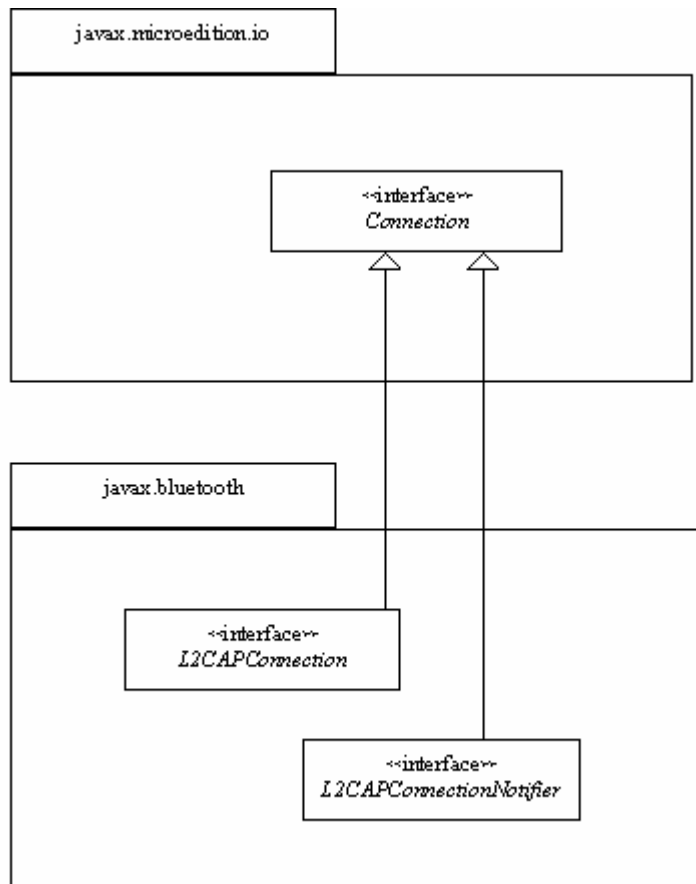 javax.microedition.io
<<interface>>
Connection
javax.bluetooth
<<interface>>
L2CAPConnection
<<interface>>
L2CAPConnectionNotifier